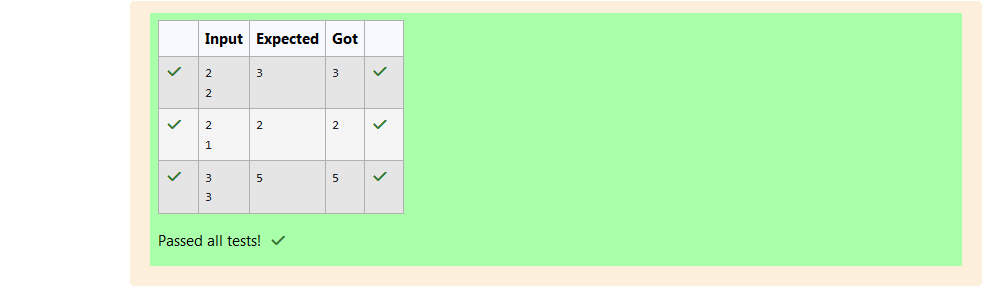 Input Expected Got
2 3 3
2
2 2 2
1
3 5 5
3
Passed all tests!